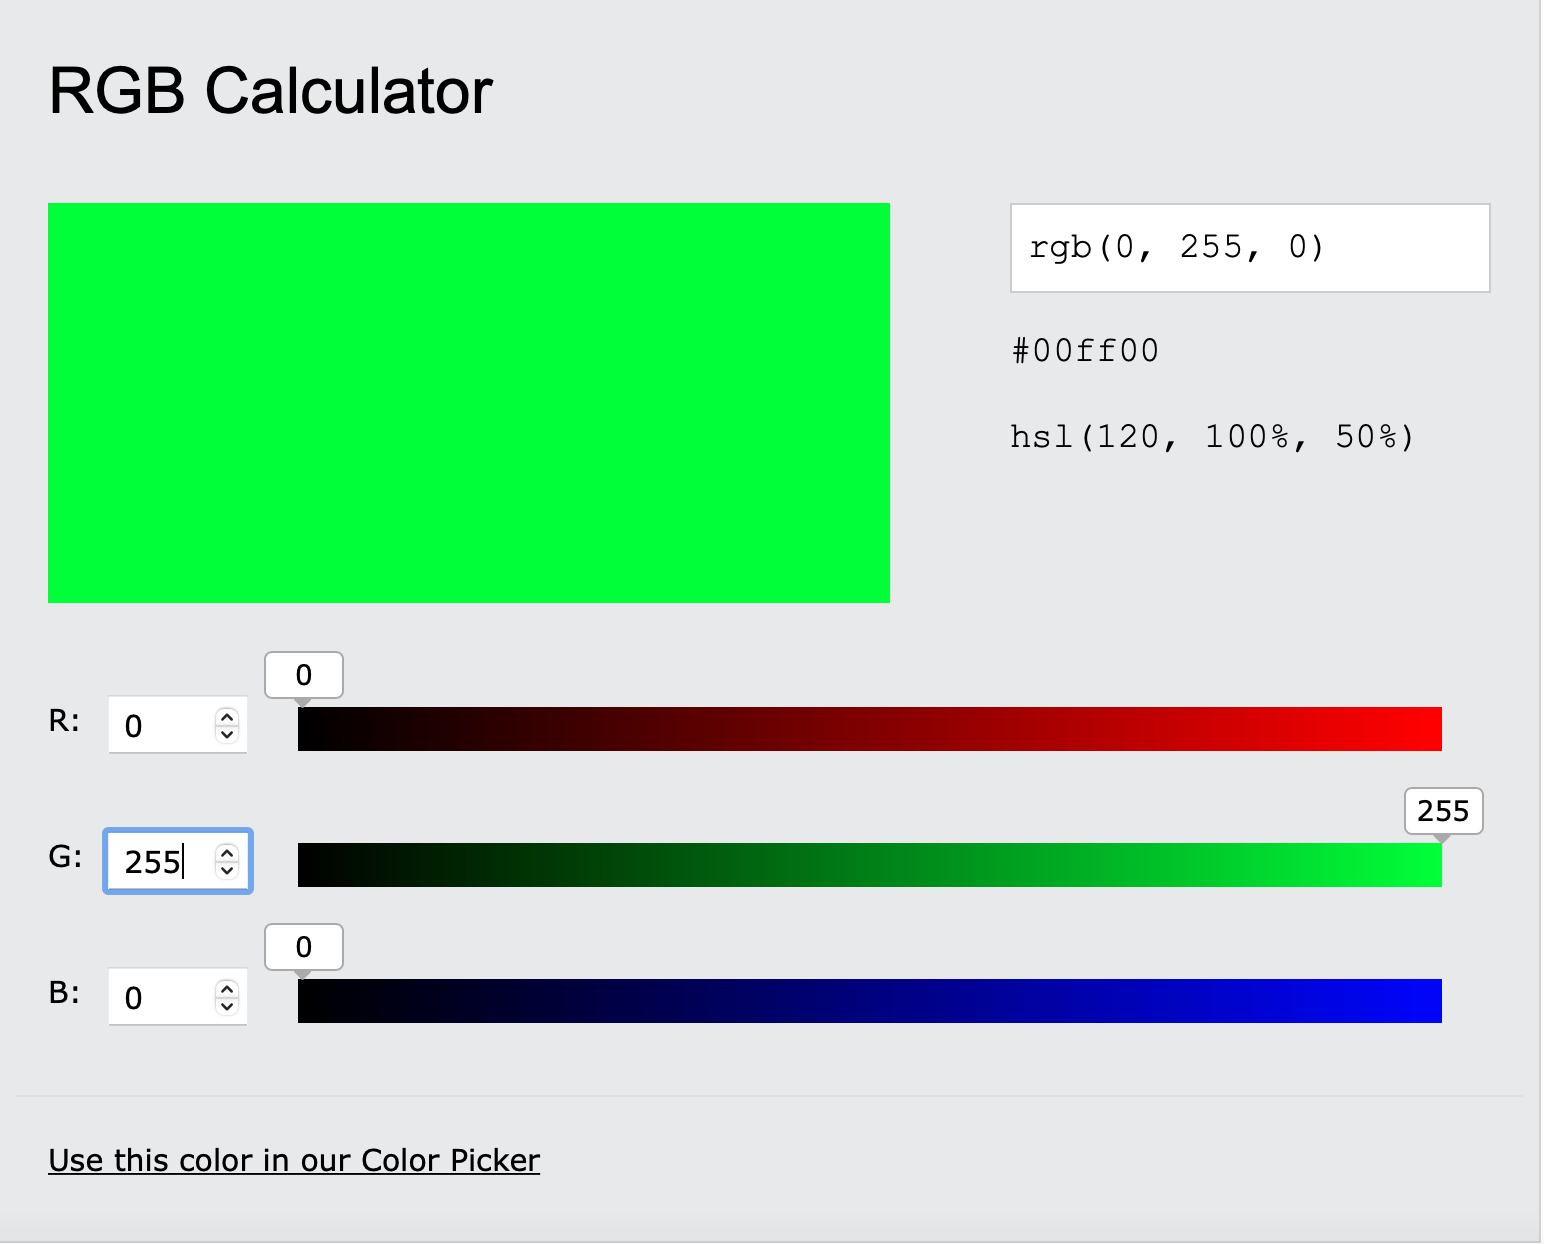 RGB Calculator
rgb(0, 255, 0)
#00ff00
hsl(120, 100%, 50%)
0
R: 0
255
G: 255
0
B: 0
Use this color in our Color Picker